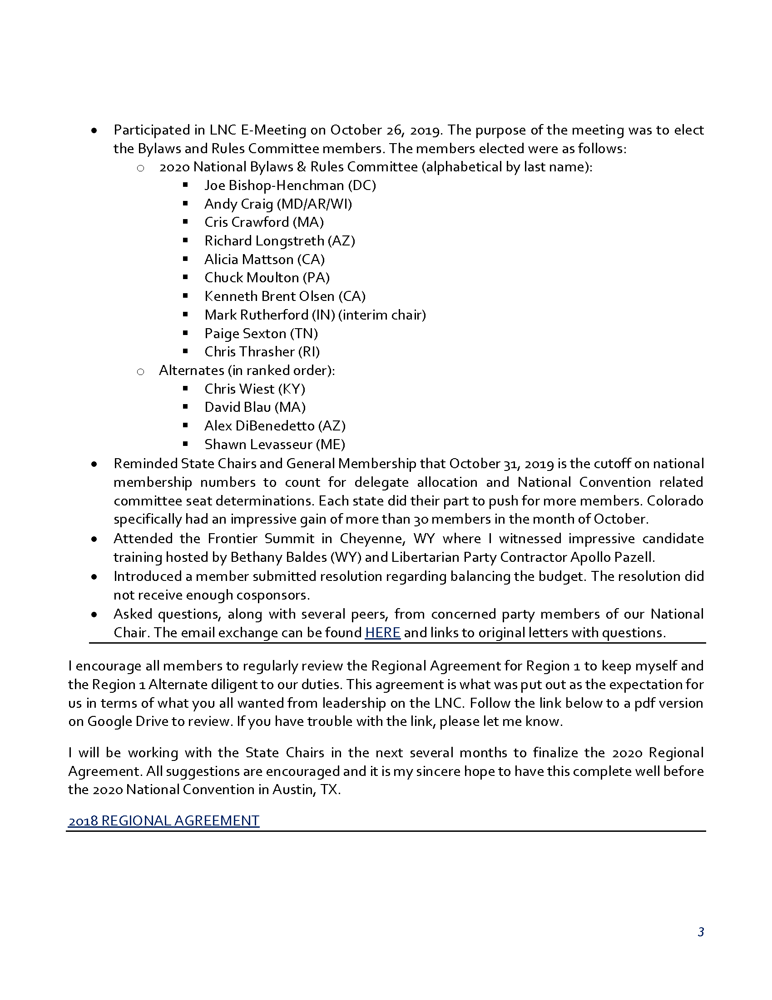 • Participated in LNC E-Meeting on October 26, 2019. The purpose of the meeting was to elect
the Bylaws and Rules Committee members. The members elected were as follows:
o 2020 National Bylaws & Rules Committee (alphabetical by last name):
▪ Joe Bishop-Henchman (DC)
▪ Andy Craig (MD/AR/WI)
▪ Cris Crawford (MA)
▪ Richard Longstreth (AZ)
▪ Alicia Mattson (CA)
▪ Chuck Moulton (PA)
▪ Kenneth Brent Olsen (CA)
▪ Mark Rutherford (IN) (interim chair)
▪ Paige Sexton (TN)
▪ Chris Thrasher (RI)
o Alternates (in ranked order):
▪ Chris Wiest (KY)
▪ David Blau (MA)
▪ Alex DiBenedetto (AZ)
▪ Shawn Levasseur (ME)
• Reminded State Chairs and General Membership that October 31, 2019 is the cutoff on national
membership numbers to count for delegate allocation and National Convention related
committee seat determinations. Each state did their part to push for more members. Colorado
specifically had an impressive gain of more than 30 members in the month of October.
• Attended the Frontier Summit in Cheyenne, WY where I witnessed impressive candidate
training hosted by Bethany Baldes (WY) and Libertarian Party Contractor Apollo Pazell.
• Introduced a member submitted resolution regarding balancing the budget. The resolution did
not receive enough cosponsors.
• Asked questions, along with several peers, from concerned party members of our National
Chair. The email exchange can be found HERE and links to original letters with questions.
I encourage all members to regularly review the Regional Agreement for Region 1 to keep myself and
the Region 1 Alternate diligent to our duties. This agreement is what was put out as the expectation for
us in terms of what you all wanted from leadership on the LNC. Follow the link below to a pdf version
on Google Drive to review. If you have trouble with the link, please let me know.
I will be working with the State Chairs in the next several months to finalize the 2020 Regional
Agreement. All suggestions are encouraged and it is my sincere hope to have this complete well before
the 2020 National Convention in Austin, TX.
2018 REGIONAL AGREEMENT
3